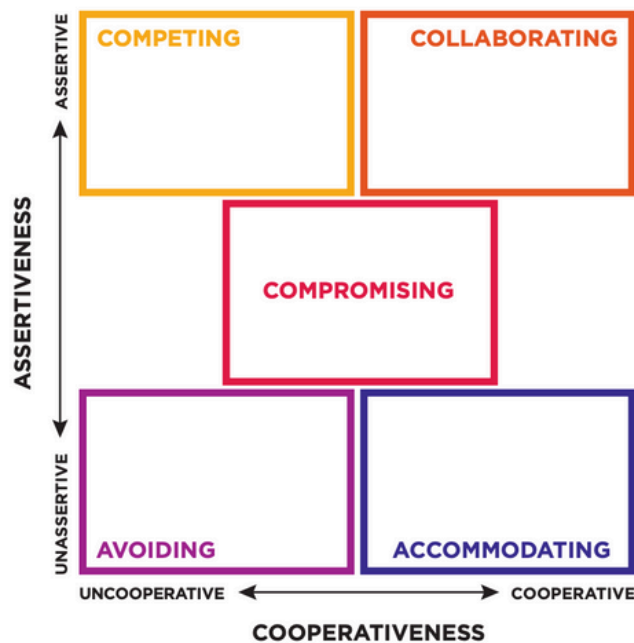 COMPETING
COLLABORATING
ASSERTIVE
ASSERTIVENESS
COMPROMISING
UNASSERTIVE
AVOIDING
ACCOMMODATING
UNCOOPERATIVE
COOPERATIVE
COOPERATIVENESS